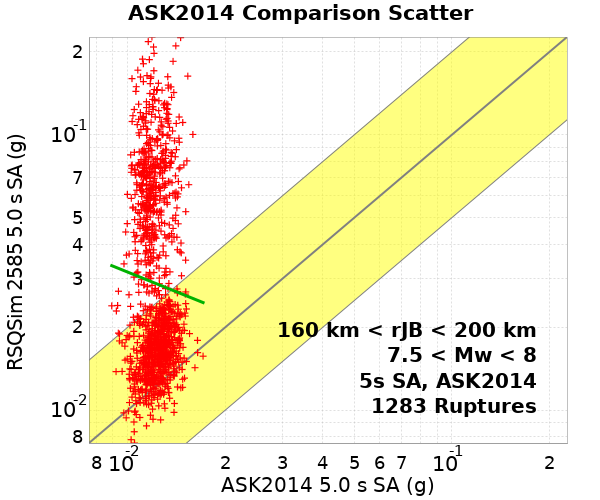 ASK2014 Comparison Scatter
RSQSim 2585 5.0 s SA (g)
2
10-1
7
5
4
3
2
10-2
8
160 km < rJB < 200 km
7.5 < Mw < 8
5s SA, ASK2014
1283 Ruptures
8 10-2 2 3 4 5 6 7 10-1 2
ASK2014 5.0 s SA (g)